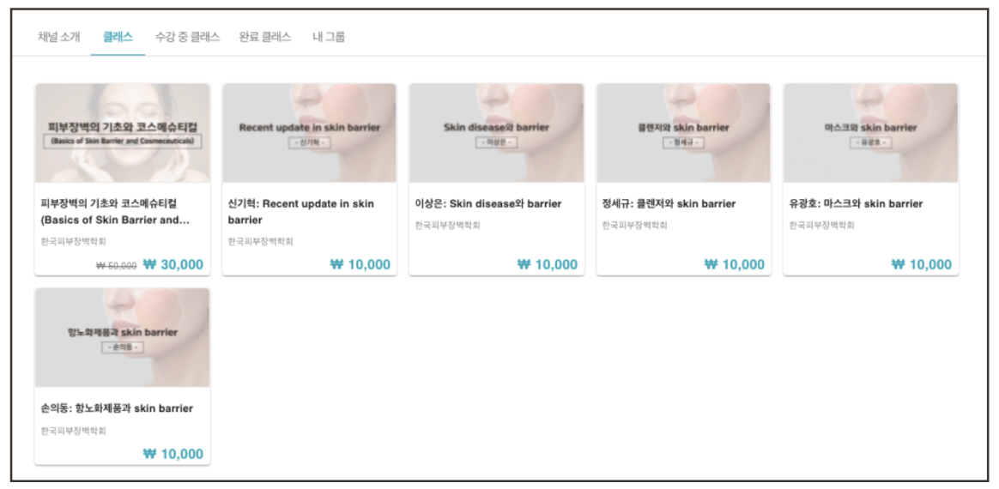 채널 소개 클래스 수강 중 클래스 완료 클래스 내 그룹
피부장벽의 기초와 코스메슈티컬
(Basics of Skin Barrier and Cosmeceuticals)
피부장벽의 기초와 코스메슈티컬
(Basics of Skin Barrier and...
한국피부장벽학회
₩ 50,000 ₩ 30,000
Recent update in skin barrier
- 신기혁 -
신기혁: Recent update in skin
barrier
한국피부장벽학회
₩ 10,000
Skin disease와 barrier
- 이상은 -
이상은: Skin disease와 barrier
한국피부장벽학회
₩ 10,000
클렌저와 skin barrier
- 정세규 -
정세규: 클렌저와 skin barrier
한국피부장벽학회
₩ 10,000
마스크와 skin barrier
- 유광호 -
유광호: 마스크와 skin barrier
한국피부장벽학회
₩ 10,000
항노화제품과 skin barrier
- 손의동 -
손의동: 항노화제품과 skin barrier
한국피부장벽학회
₩ 10,000